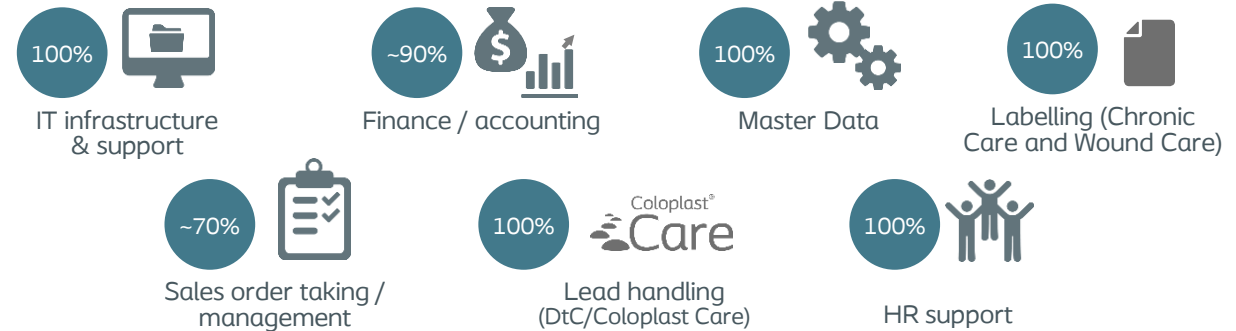 100%
IT infrastructure
& support
~90%
$
Finance / accounting
100%
Master Data
100%
Labelling (Chronic
Care and Wound Care)
~70%
Sales order taking /
management
100%
Coloplast®
Care
Lead handling
(DtC/Coloplast Care)
100%
HR support